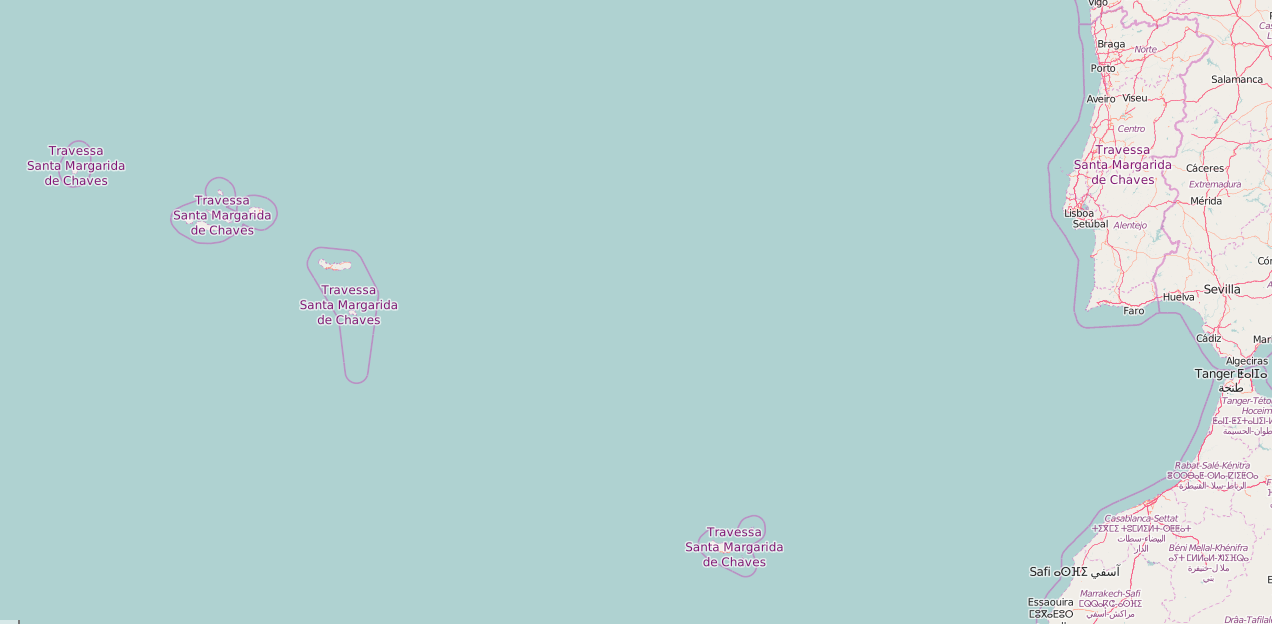 Vigo
Braga
Norte
Porto
Salamanca
Aveiro
Viseu
Centro
Travessa
Santa Margarida
de Chaves
Travessa
Santa Margarida
de Chaves
Cáceres
Extremadura
Mérida
Travessa
Santa Margarida
de Chaves
Lisboa
Setúbal
Alentejo
Travessa
Santa Margarida
de Chaves
Sevilla
Huelva
Faro
Cádiz
Algeciras
Tanger
طنجة
Rabat-Salé-Kénitra
الرباط-سلا-القنيطرة
Travessa
Santa Margarida
de Chaves
Casablanca-Settat
البيضاء-سطات
الدار
Béni Mellal-Khénifra
ملا ل-خنيفرة
بني
Safi ⴰⵙⴼⵉ آسفي
Marrakech-Safi
مراكش-آسفي
Essaouira